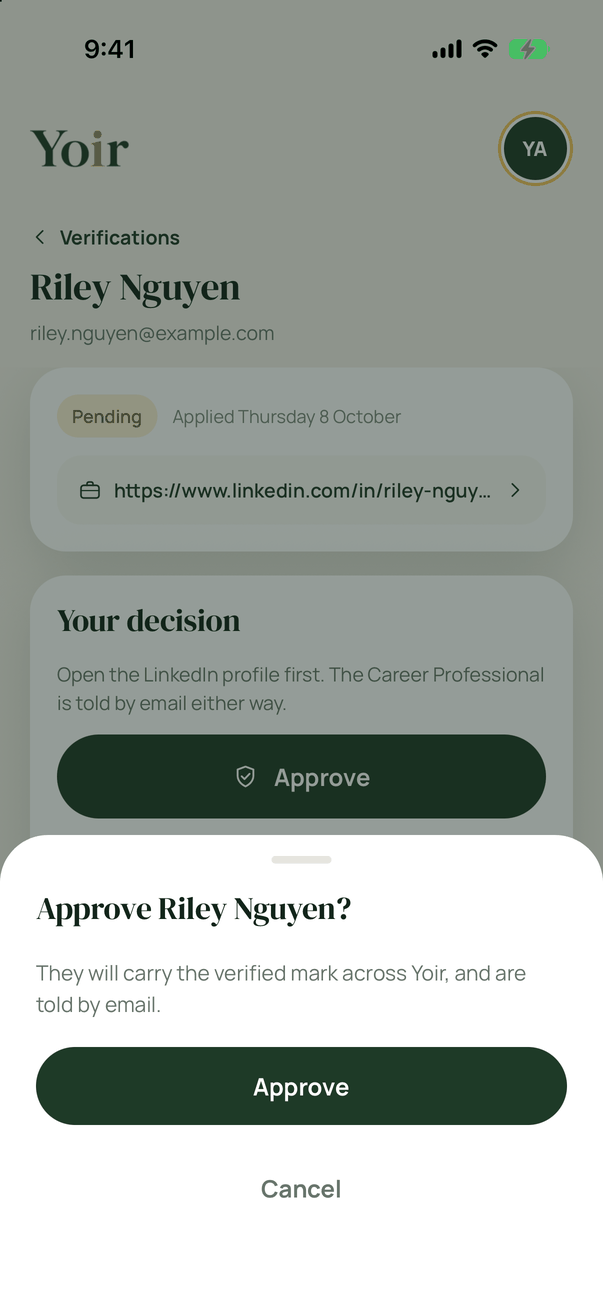 9:41
Yoir
YA
Verifications
Riley Nguyen
riley.nguyen@example.com
Pending
Applied Thursday 8 October
https://www.linkedin.com/in/riley-nguy...
Your decision
Open the LinkedIn profile first. The Career Professional
is told by email either way.
Approve
Approve Riley Nguyen?
They will carry the verified mark across Yoir, and are
told by email.
Approve
Cancel